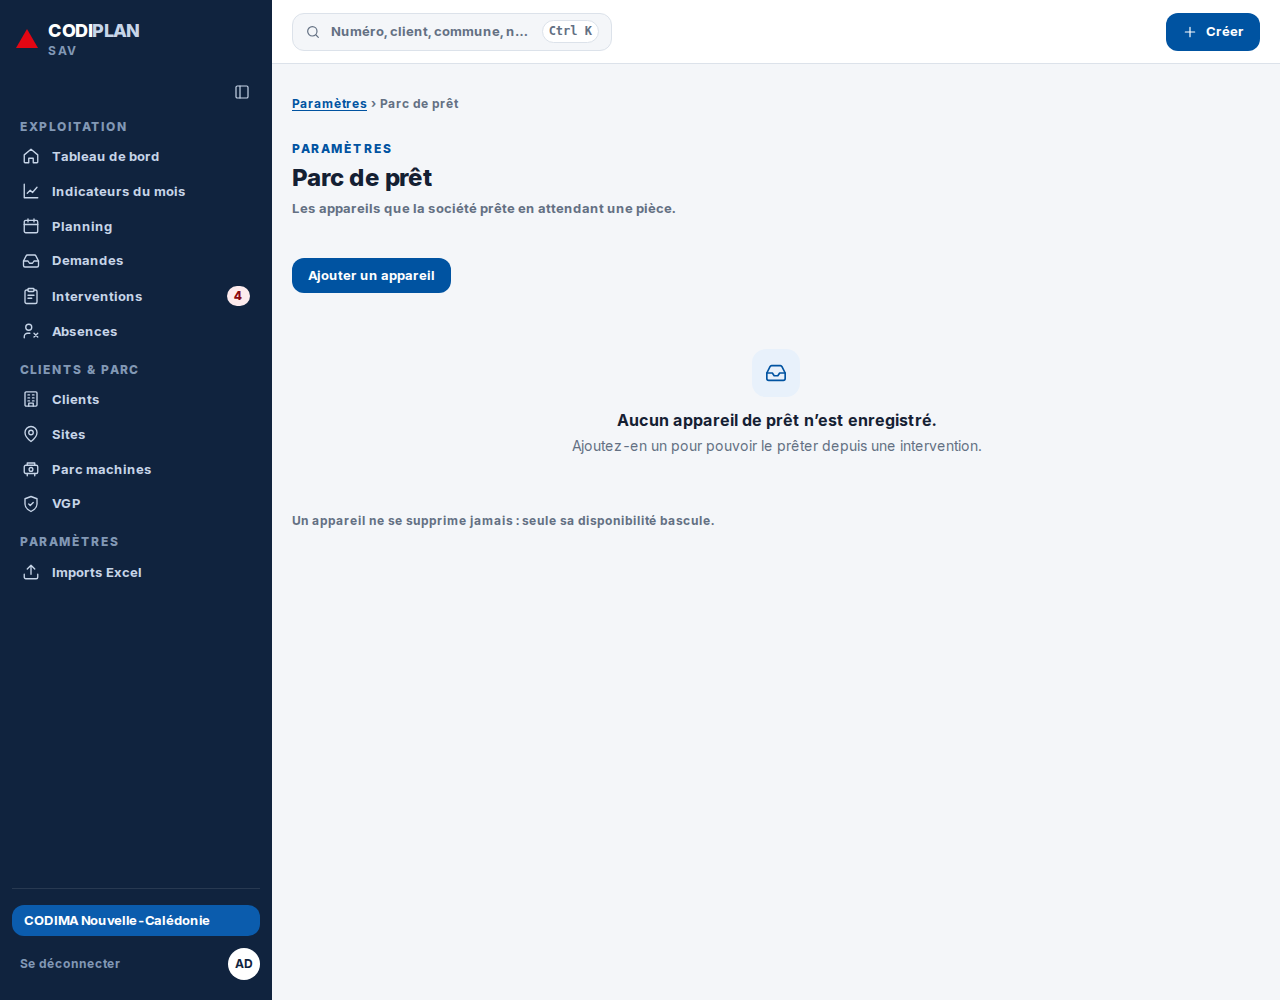 CODIPLAN
SAV
EXPLOITATION
Tableau de bord
Indicateurs du mois
Planning
Demandes
Interventions 4
Absences
CLIENTS & PARC
Clients
Sites
Parc machines
VGP
PARAMÈTRES
Imports Excel
CODIMA Nouvelle-Calédonie
Se déconnecter AD
Numéro, client, commune, n… Ctrl K
Créer
Paramètres › Parc de prêt
PARAMÈTRES
Parc de prêt
Les appareils que la société prête en attendant une pièce.
Ajouter un appareil
Aucun appareil de prêt n’est enregistré.
Ajoutez-en un pour pouvoir le prêter depuis une intervention.
Un appareil ne se supprime jamais : seule sa disponibilité bascule.